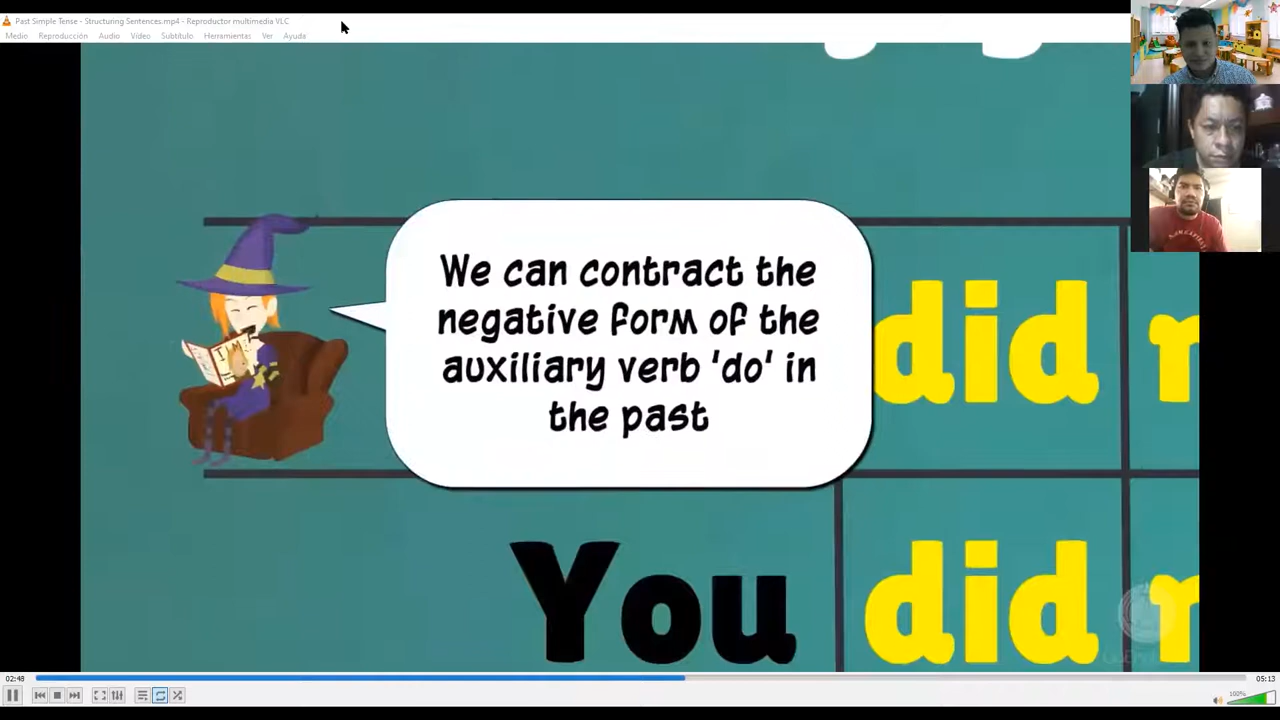 Past Simple Tense - Structuring Sentences.mp4 - Reproductor multimedia VLC
Medio Reproducción Audio Vídeo Subtítulo Herramientas Ver Ayuda
We can contract the
negative form of the
auxiliary verb 'do' in
the past
did
You did
02:48
05:13
100%